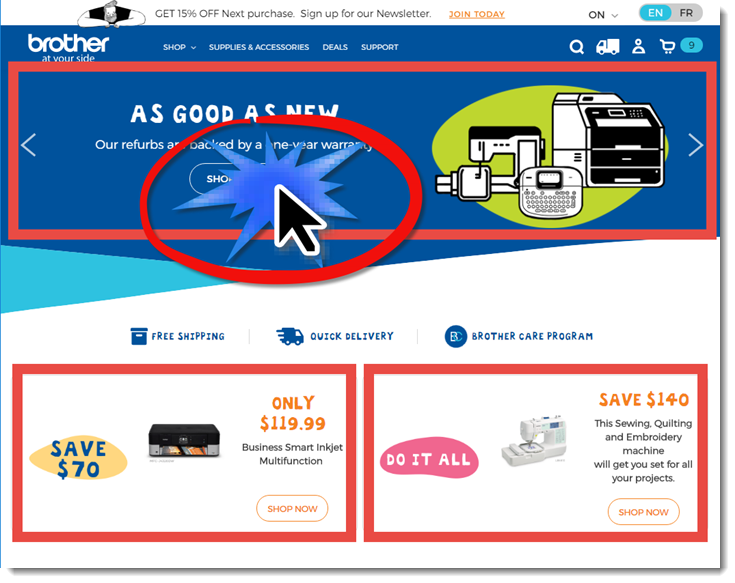 GET 15% OFF Next purchase. Sign up for our Newsletter. JOIN TODAY ON EN FR
brother
at your side
SHOP SUPPLIES & ACCESSORIES DEALS SUPPORT 9
AS GOOD AS NEW
Our refurbs are backed by a one-year warranty
SHO
FREE SHIPPING QUICK DELIVERY BC BROTHER CARE PROGRAM
SAVE
$70
ONLY
$119.99
Business Smart Inkjet
Multifunction
SHOP NOW
DO IT ALL
SAVE $140
This Sewing, Quilting
and Embroidery
machine
will get you set for all
your projects.
SHOP NOW